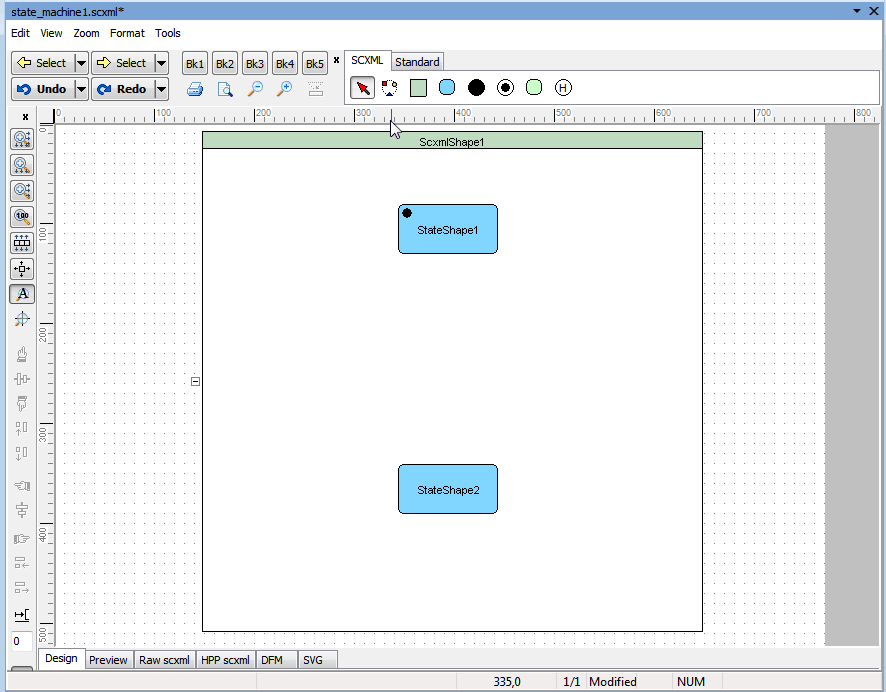 state_machine1.scxml*
Edit View Zoom Format Tools
Select Select Bk1 Bk2 Bk3 Bk4 Bk5 x SCXML Standard
Undo Redo H
x 0 100 200 300 400 500 600 700 800
0
ScxmlShape1
100
100
StateShape1
A
200
300
StateShape2
400
500
0
Design Preview Raw scxml HPP scxml DFM SVG
335,0 1/1 Modified NUM